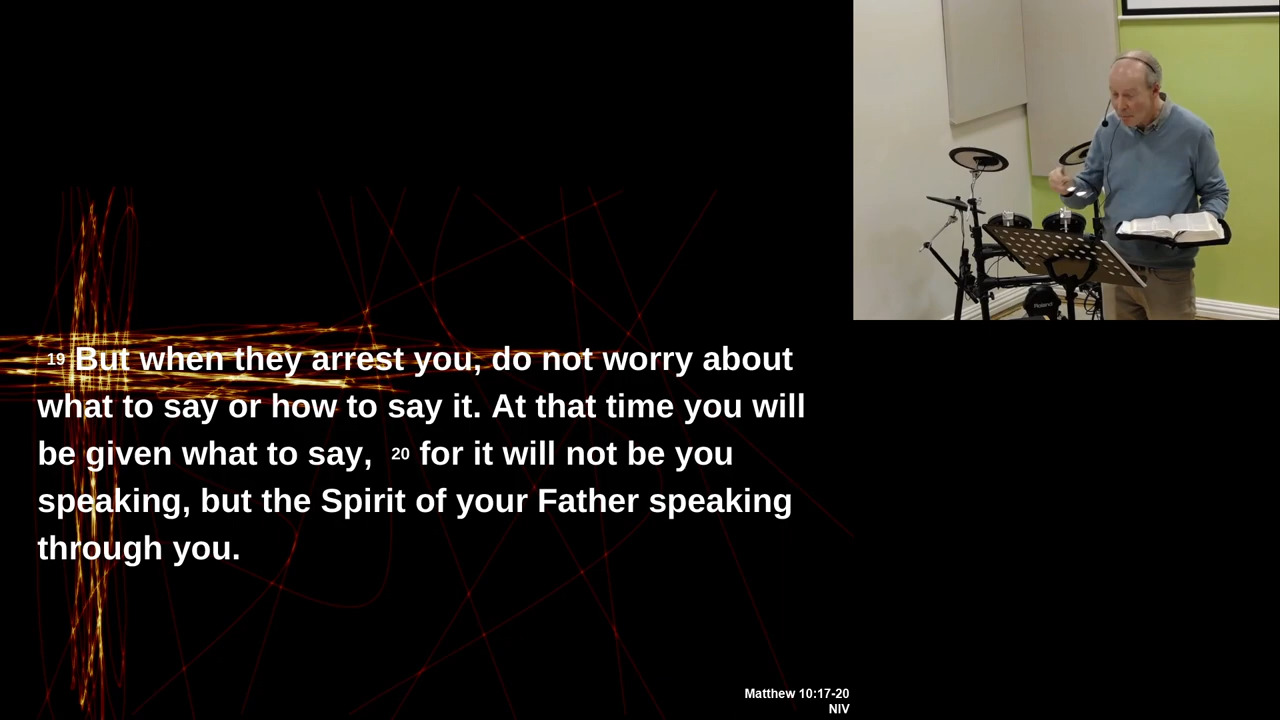 19 But when they arrest you, do not worry about
what to say or how to say it. At that time you will
be given what to say, 20 for it will not be you
speaking, but the Spirit of your Father speaking
through you.
Matthew 10:17-20
NIV
Roland